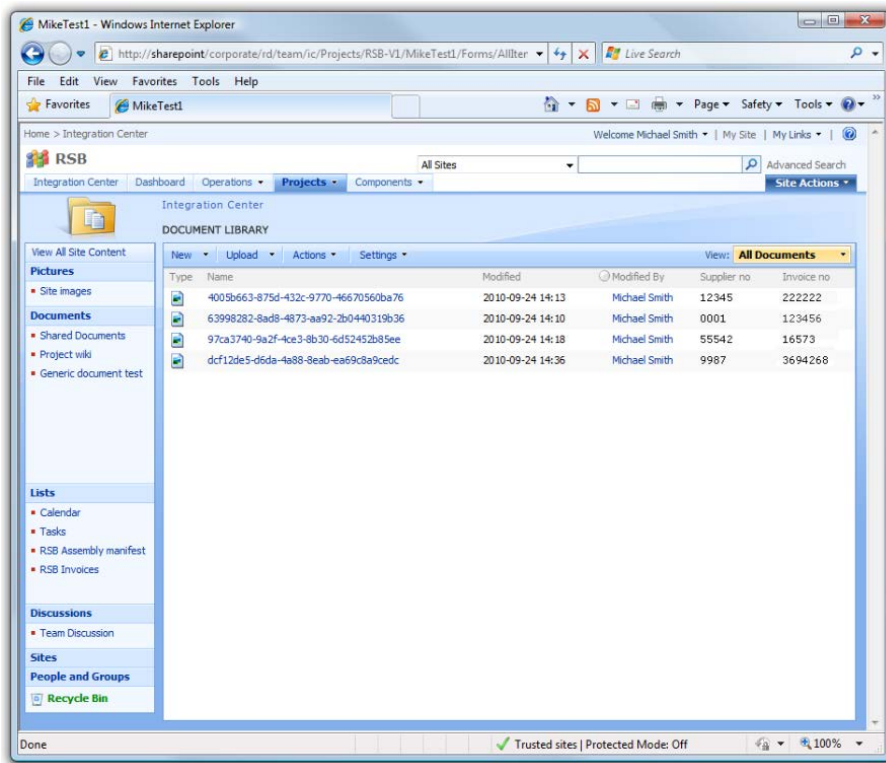 MikeTest1 - Windows Internet Explorer
http://sharepoint/corporate/rd/team/ic/Projects/RSB-V1/MikeTest1/Forms/AllIter
Live Search
File Edit View Favorites Tools Help
Favorites MikeTest1 Page Safety Tools
Home > Integration Center Welcome Michael Smith | My Site | My Links |
RSB All Sites Advanced Search
Integration Center Dashboard Operations Projects Components Site Actions
Integration Center
DOCUMENT LIBRARY
View All Site Content
Pictures
Site images
Documents
Shared Documents
Project wiki
Generic document test
Lists
Calendar
Tasks
RSB Assembly manifest
RSB Invoices
Discussions
Team Discussion
Sites
People and Groups
Recycle Bin
New Upload Actions Settings View: All Documents
Type Name Modified Modified By Supplier no Invoice no
4005b663-875d-432c-9770-46670560ba76 2010-09-24 14:13 Michael Smith 12345 222222
63998282-8ad8-4873-aa92-2b0440319b36 2010-09-24 14:10 Michael Smith 0001 123456
97ca3740-9a2f-4ce3-8b30-6d52452b85ee 2010-09-24 14:18 Michael Smith 55542 16573
dcf12de5-d6da-4a88-8eab-ea69c8a9cedc 2010-09-24 14:36 Michael Smith 9987 3694268
Done Trusted sites | Protected Mode: Off 100%